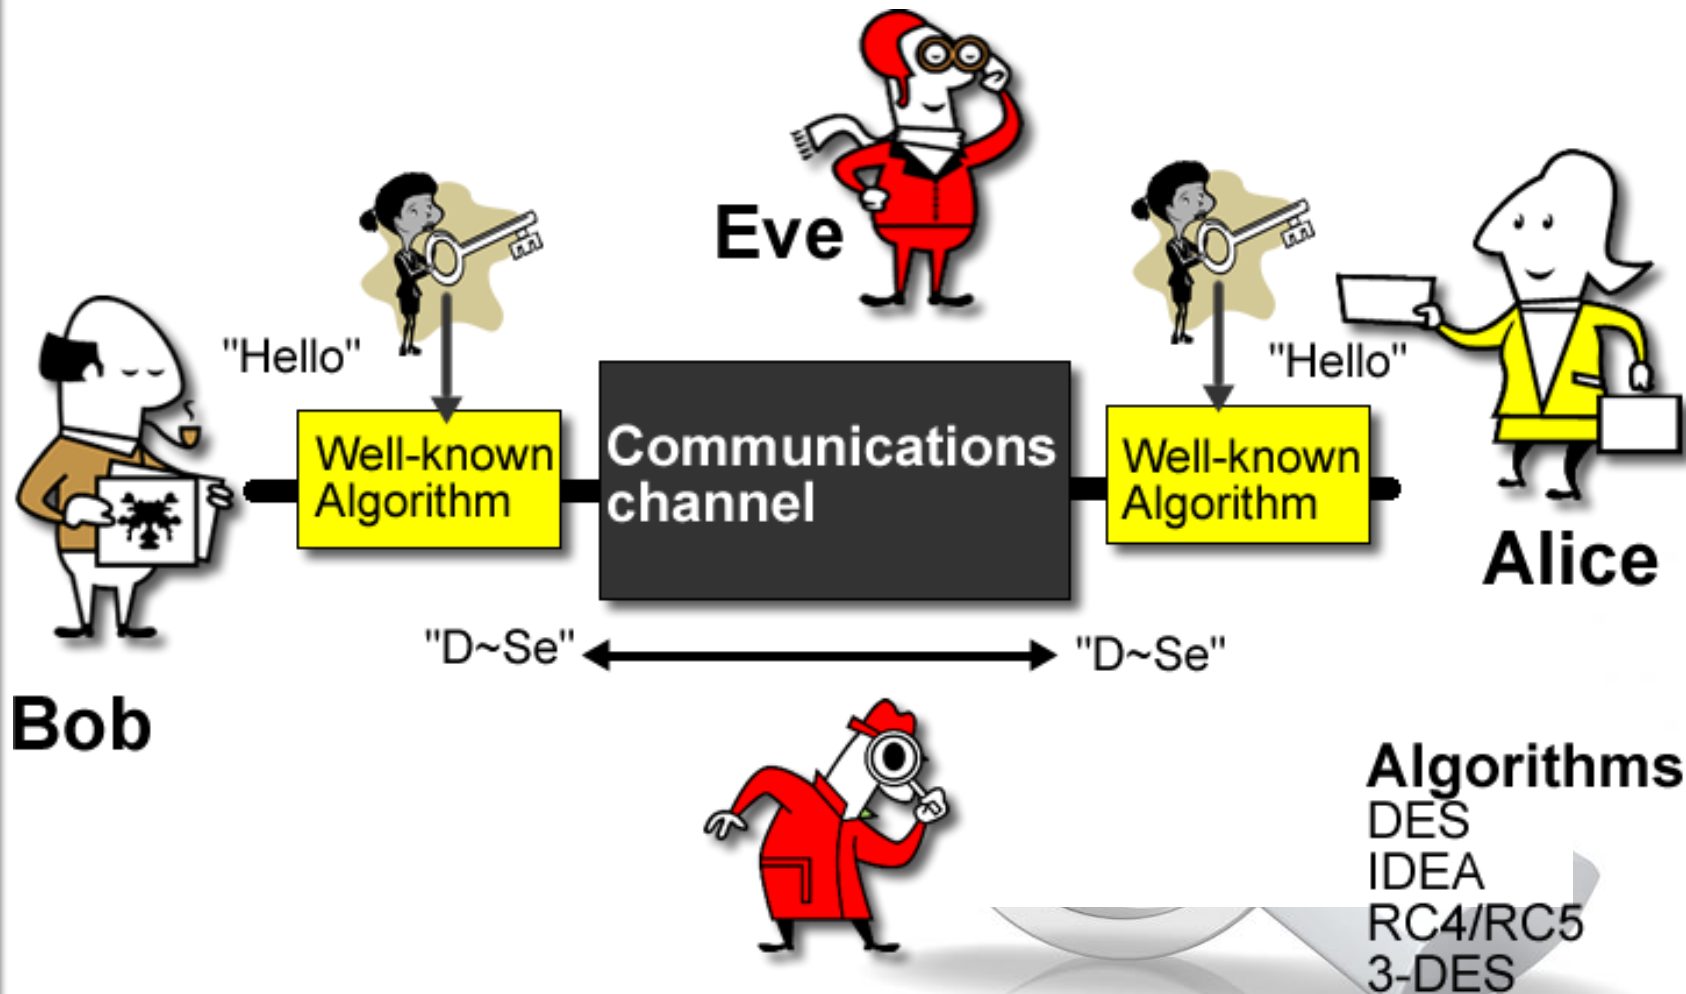 Eve
"Hello"
"Hello"
Well-known
Algorithm
Communications
channel
Well-known
Algorithm
Alice
"D~Se"
"D~Se"
Bob
Algorithms
DES
IDEA
RC4/RC5
3-DES